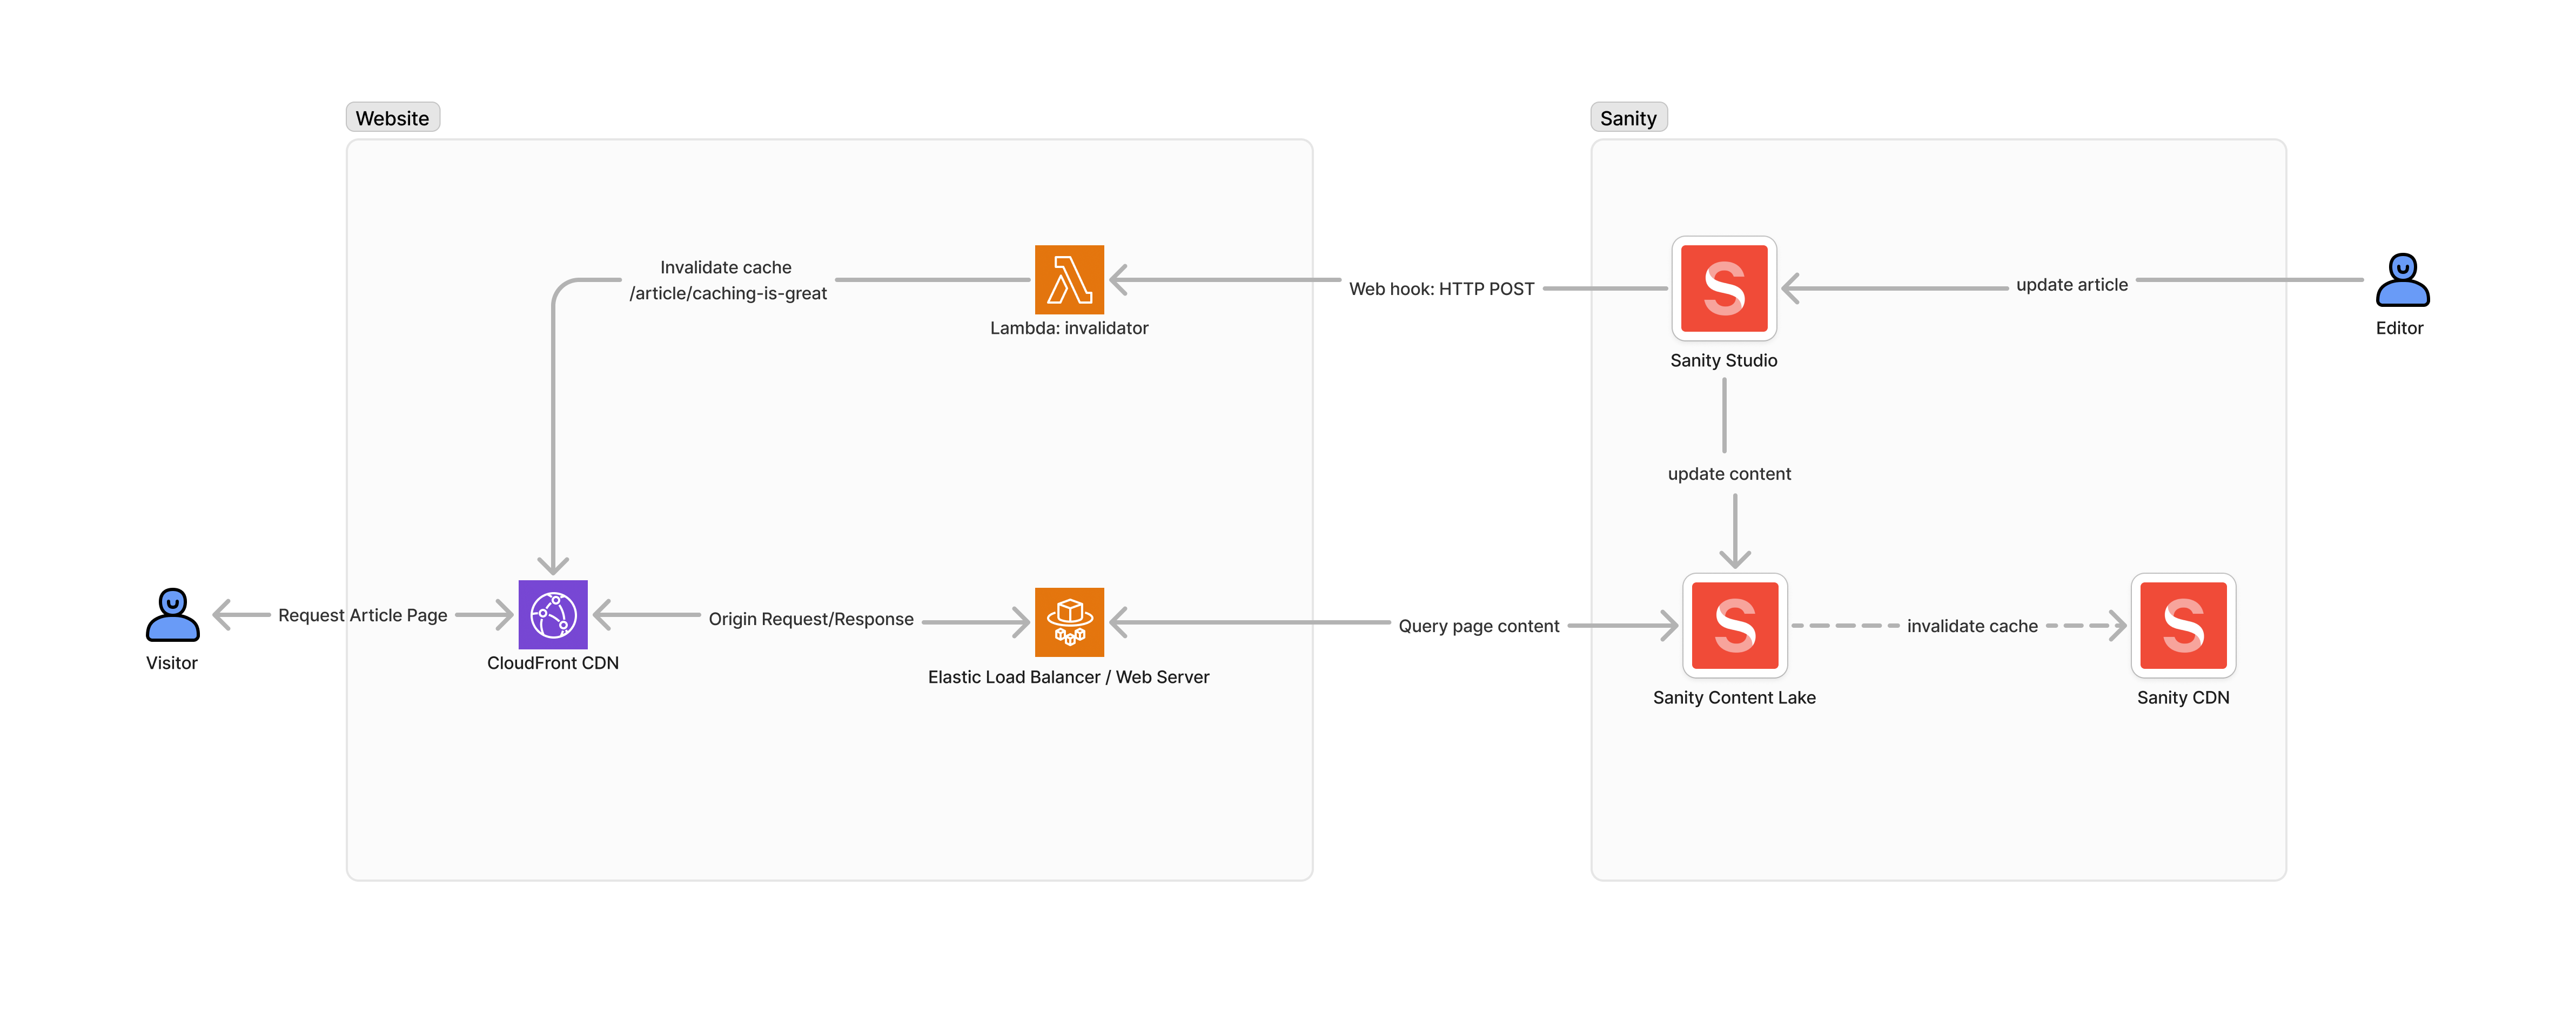 Website
Sanity
Invalidate cache
/article/caching-is-great
Lambda: invalidator
Web hook: HTTP POST
Sanity Studio
update article
Editor
update content
Visitor
Request Article Page
CloudFront CDN
Origin Request/Response
Elastic Load Balancer / Web Server
Query page content
Sanity Content Lake
invalidate cache
Sanity CDN